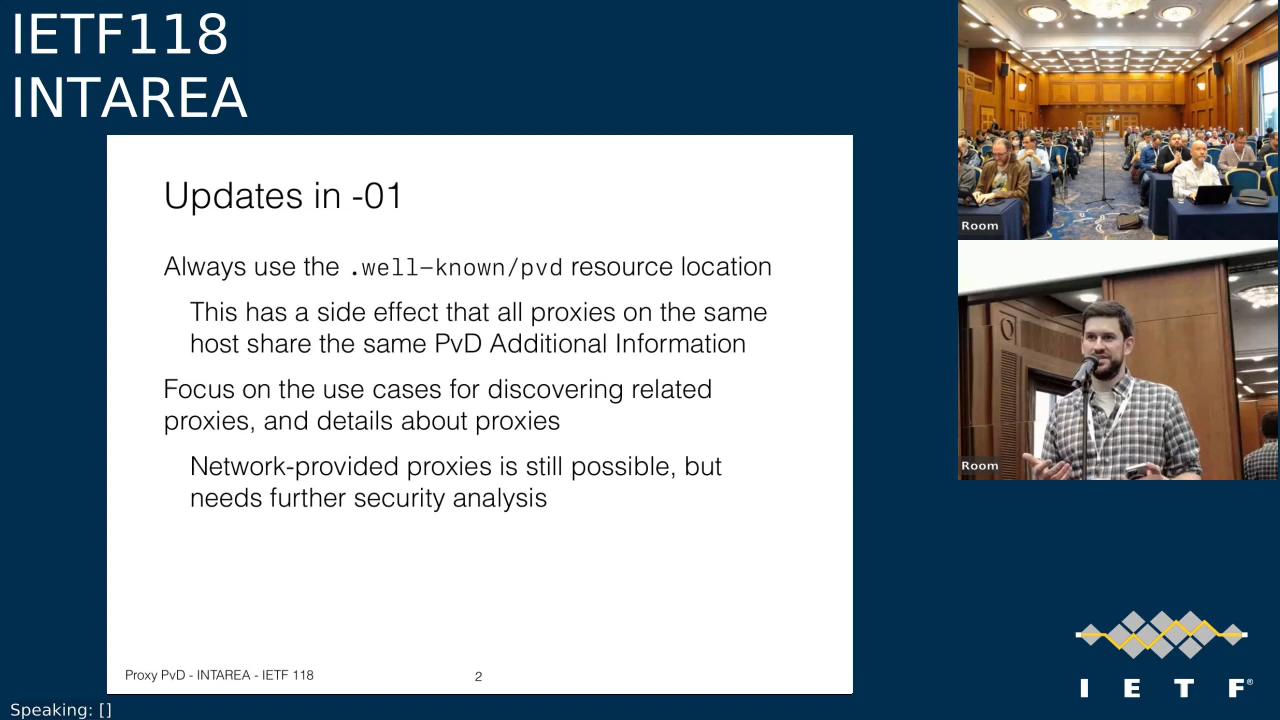 IETF118
INTAREA
Updates in -01
Always use the .well-known/pvd resource location
This has a side effect that all proxies on the same
host share the same PvD Additional Information
Focus on the use cases for discovering related
proxies, and details about proxies
Network-provided proxies is still possible, but
needs further security analysis
Proxy PvD - INTAREA - IETF 118
2
Room
Room
I E T F®
Speaking: []